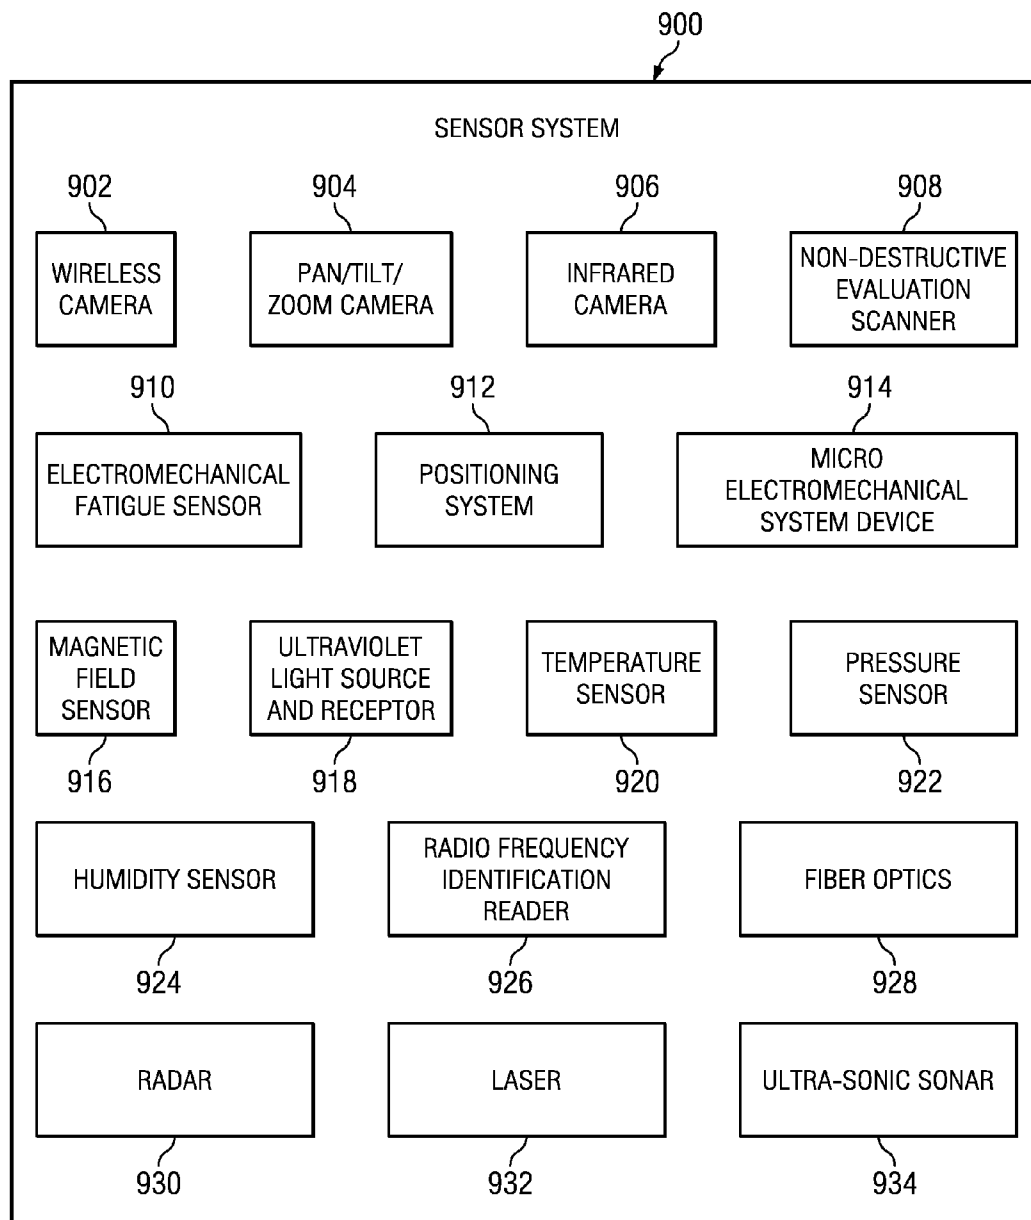 900
SENSOR SYSTEM
902
904
906
908
WIRELESS
CAMERA
PAN/TILT/
ZOOM CAMERA
INFRARED
CAMERA
NON-DESTRUCTIVE
EVALUATION
SCANNER
910
912
914
ELECTROMECHANICAL
FATIGUE SENSOR
POSITIONING
SYSTEM
MICRO
ELECTROMECHANICAL
SYSTEM DEVICE
MAGNETIC
FIELD
SENSOR
ULTRAVIOLET
LIGHT SOURCE
AND RECEPTOR
TEMPERATURE
SENSOR
PRESSURE
SENSOR
916
918
920
922
HUMIDITY SENSOR
RADIO FREQUENCY
IDENTIFICATION
READER
FIBER OPTICS
924
926
928
RADAR
LASER
ULTRA-SONIC SONAR
930
932
934